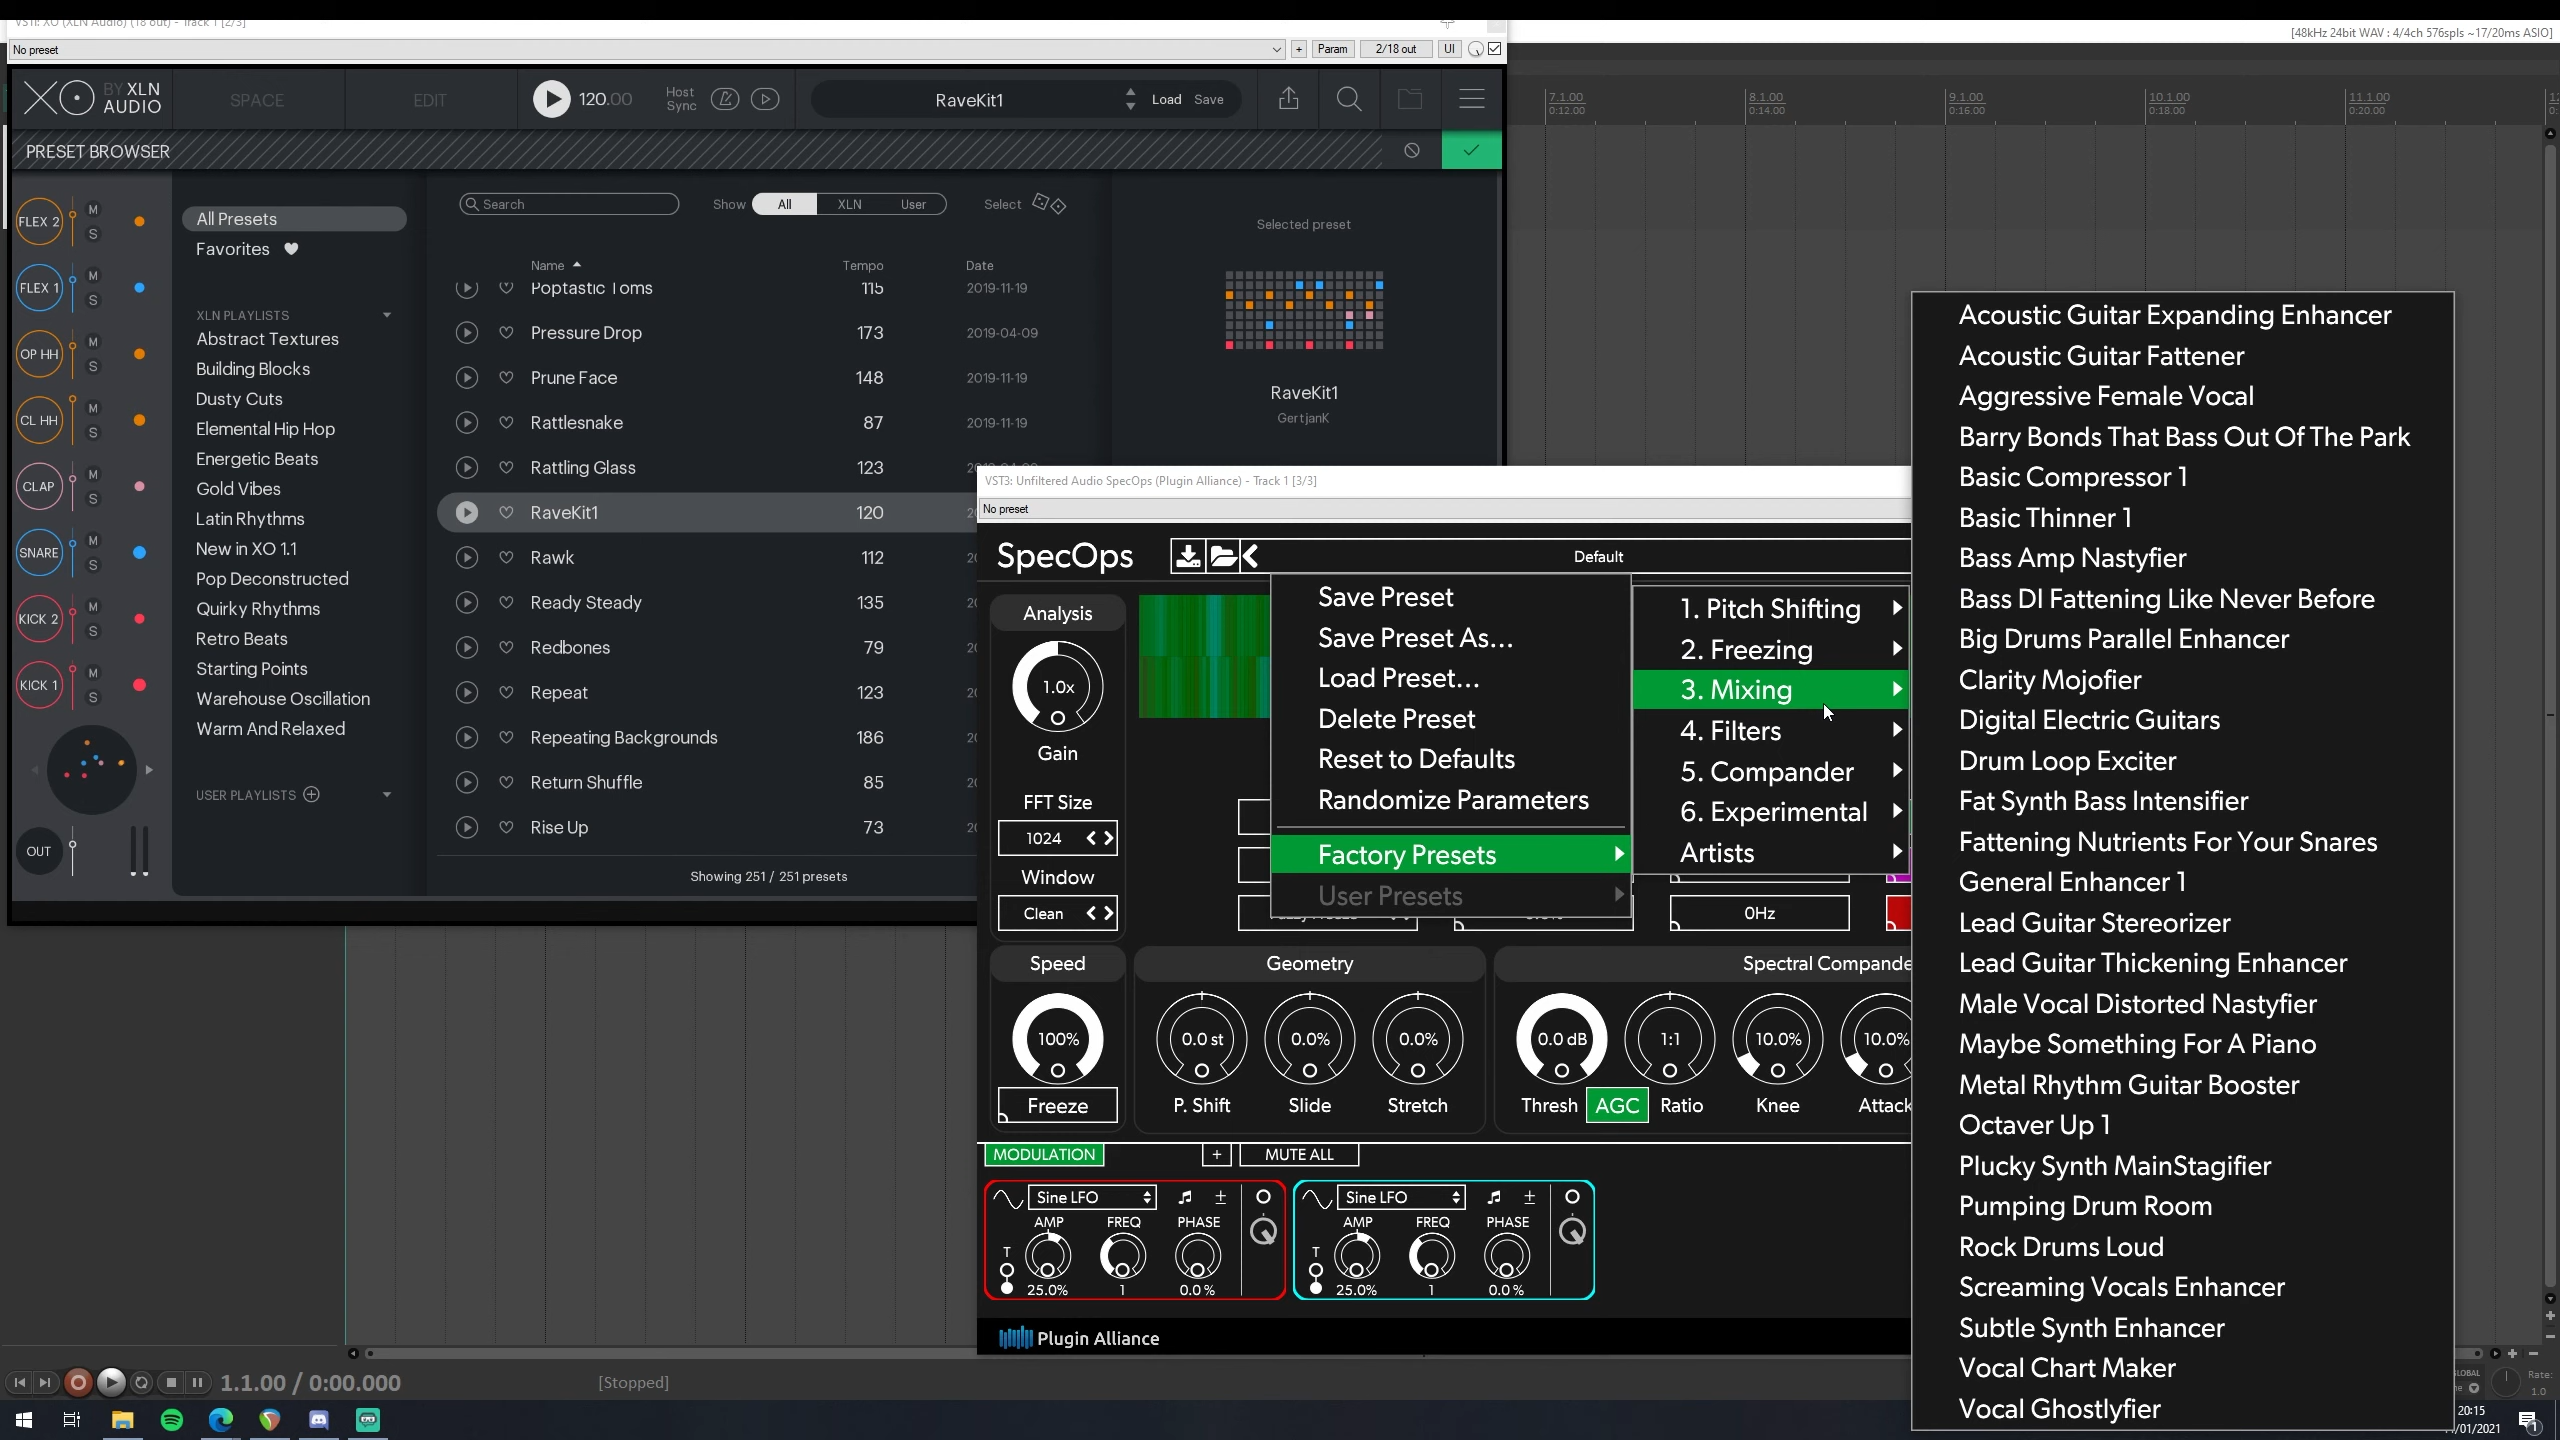 VSTi: XO (XLN Audio) (18 out) - Track 1 [2/3]
[48kHz 24bit WAV : 4/4ch 576spls ~17/20ms ASIO]
No preset
+
Param
2/18 out
UI
XO BY XLN AUDIO
SPACE
EDIT
120.00
Host Sync
RaveKit1
Load
Save
7.1.00
0:12.00
8.1.00
0:14.00
9.1.00
0:16.00
10.1.00
0:18.00
11.1.00
0:20.00
PRESET BROWSER
FLEX 2
M
S
FLEX 1
M
S
OP HH
M
S
CL HH
M
S
CLAP
M
S
SNARE
M
S
KICK 2
M
S
KICK 1
M
S
OUT
All Presets
Favorites
XLN PLAYLISTS
Abstract Textures
Building Blocks
Dusty Cuts
Elemental Hip Hop
Energetic Beats
Gold Vibes
Latin Rhythms
New in XO 1.1
Pop Deconstructed
Quirky Rhythms
Retro Beats
Starting Points
Warehouse Oscillation
Warm And Relaxed
USER PLAYLISTS
Search
Show
All
XLN
User
Select
Name
Tempo
Date
Poptastic Toms 115 2019-11-19
Pressure Drop 173 2019-04-09
Prune Face 148 2019-11-19
Rattlesnake 87 2019-11-19
Rattling Glass 123
RaveKit1 120
Rawk 112
Ready Steady 135
Redbones 79
Repeat 123
Repeating Backgrounds 186
Return Shuffle 85
Rise Up 73
Showing 251 / 251 presets
Selected preset
RaveKit1
GertjanK
VST3: Unfiltered Audio SpecOps (Plugin Alliance) - Track 1 [3/3]
No preset
SpecOps
Default
Analysis
1.0x
Gain
FFT Size
1024
Window
Clean
Save Preset
Save Preset As...
Load Preset...
Delete Preset
Reset to Defaults
Randomize Parameters
Factory Presets
User Presets
1. Pitch Shifting
2. Freezing
3. Mixing
4. Filters
5. Compander
6. Experimental
Artists
0Hz
Acoustic Guitar Expanding Enhancer
Acoustic Guitar Fattener
Aggressive Female Vocal
Barry Bonds That Bass Out Of The Park
Basic Compressor 1
Basic Thinner 1
Bass Amp Nastyfier
Bass DI Fattening Like Never Before
Big Drums Parallel Enhancer
Clarity Mojofier
Digital Electric Guitars
Drum Loop Exciter
Fat Synth Bass Intensifier
Fattening Nutrients For Your Snares
General Enhancer 1
Lead Guitar Stereorizer
Lead Guitar Thickening Enhancer
Male Vocal Distorted Nastyfier
Maybe Something For A Piano
Metal Rhythm Guitar Booster
Octaver Up 1
Plucky Synth MainStagifier
Pumping Drum Room
Rock Drums Loud
Screaming Vocals Enhancer
Subtle Synth Enhancer
Vocal Chart Maker
Vocal Ghostlyfier
Speed
100%
Freeze
Geometry
0.0 st
0.0%
0.0%
P. Shift
Slide
Stretch
Spectral Compande
0.0 dB
1:1
10.0%
10.0%
Thresh
AGC
Ratio
Knee
Attack
MODULATION
+
MUTE ALL
Sine LFO
±
AMP
FREQ
PHASE
T
25.0%
1
0.0 %
Sine LFO
±
AMP
FREQ
PHASE
T
25.0%
1
0.0 %
Plugin Alliance
1.1.00 / 0:00.000
[Stopped]
Rate:
1.0
20:15
/01/2021
1